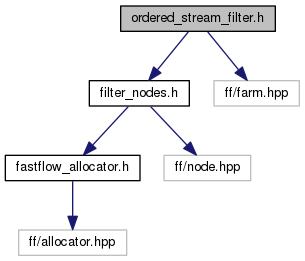 ordered_stream_filter.h
filter_nodes.h
ff/farm.hpp
fastflow_allocator.h
ff/node.hpp
ff/allocator.hpp